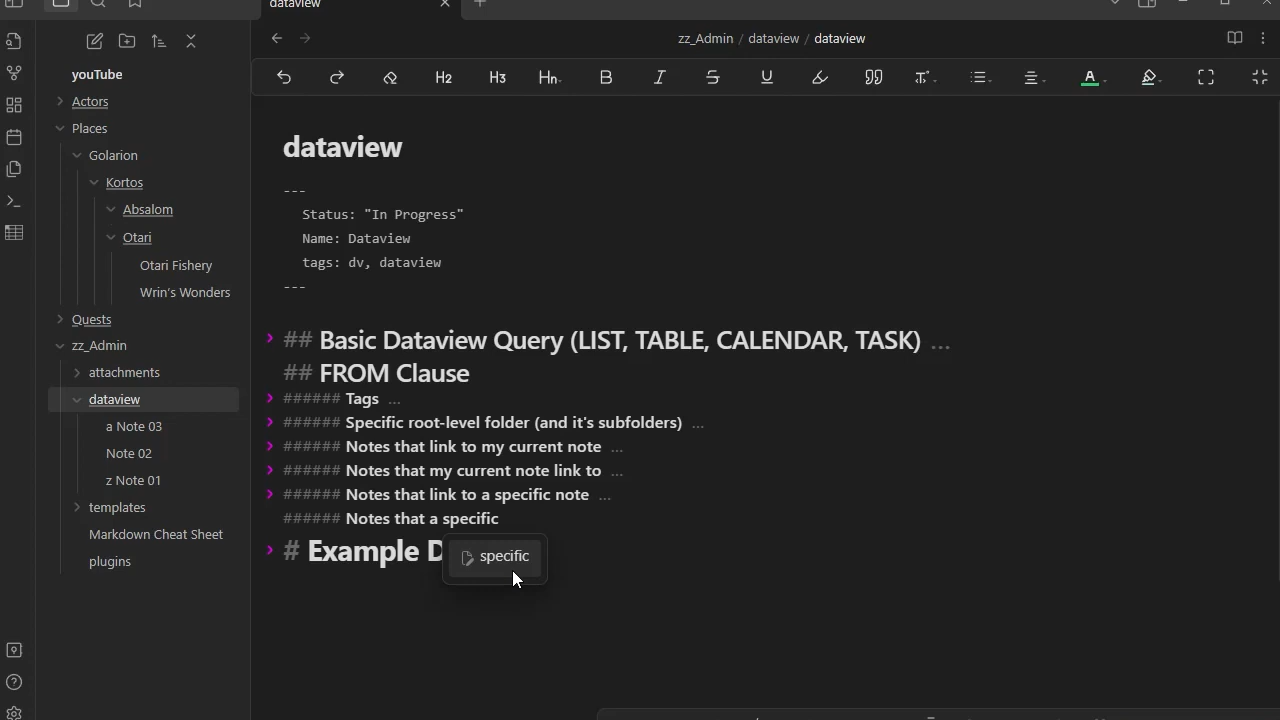 dataview
zz_Admin / dataview / dataview
H2 H3 Hn B I S U A
youTube
Actors
Places
Golarion
Kortos
Absalom
Otari
Otari Fishery
Wrin's Wonders
Quests
zz_Admin
attachments
dataview
a Note 03
Note 02
z Note 01
templates
Markdown Cheat Sheet
plugins
dataview
---
Status: "In Progress"
Name: Dataview
tags: dv, dataview
---
## Basic Dataview Query (LIST, TABLE, CALENDAR, TASK) ...
## FROM Clause
###### Tags ...
###### Specific root-level folder (and it's subfolders) ...
###### Notes that link to my current note ...
###### Notes that my current note link to ...
###### Notes that link to a specific note ...
###### Notes that a specific
# Example D
specific